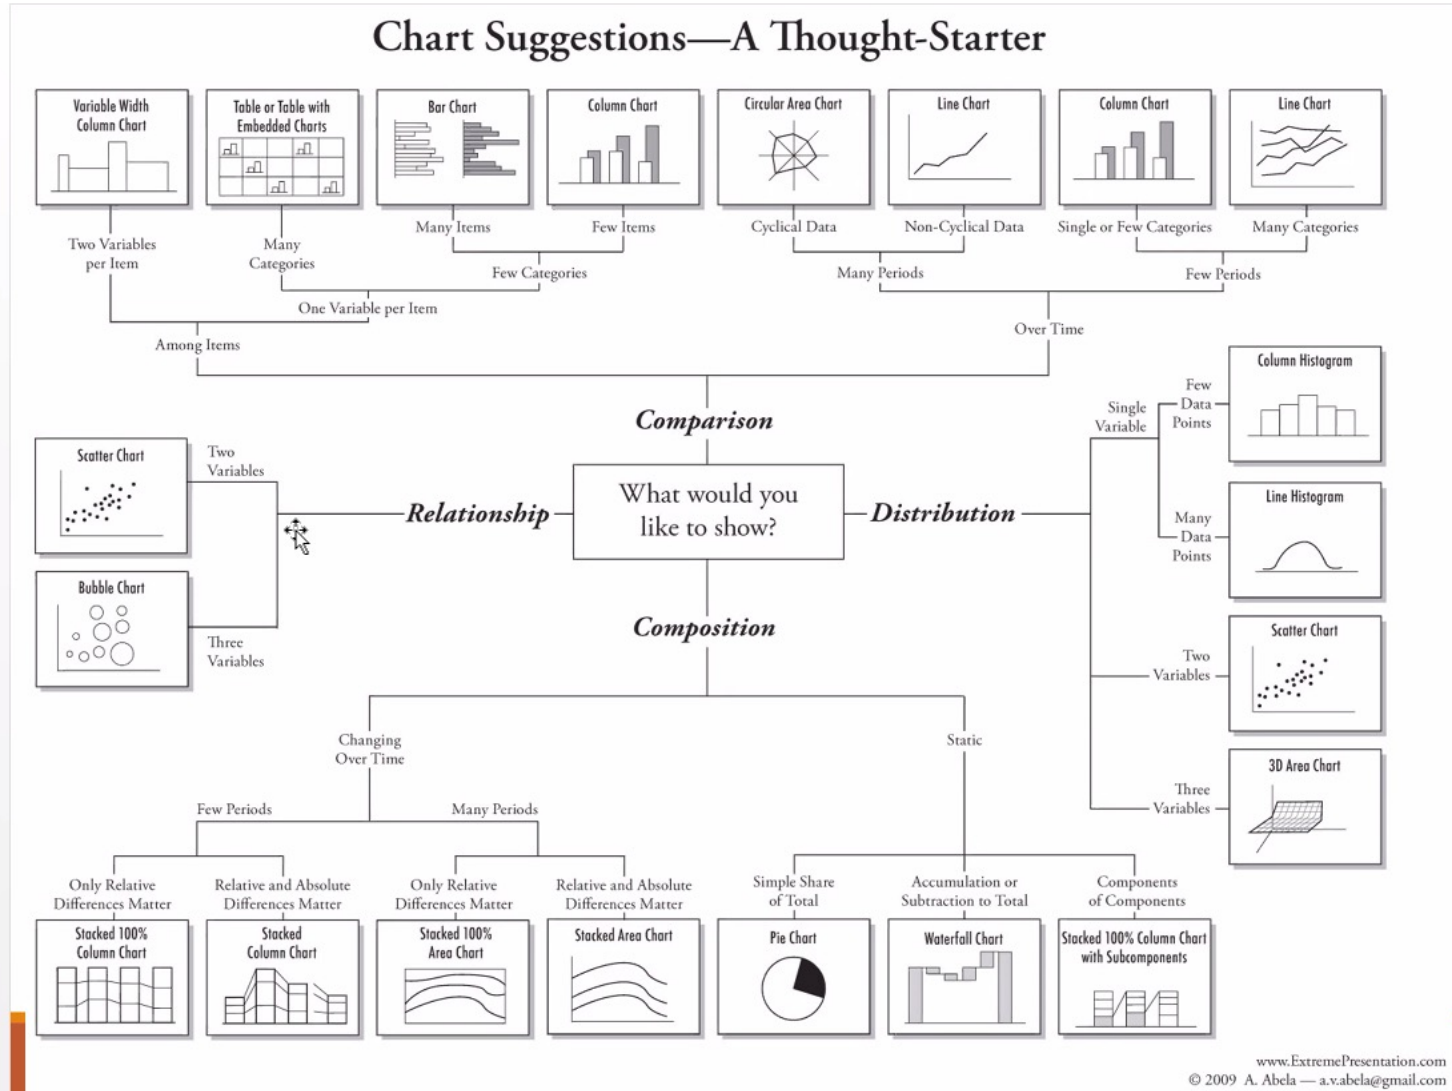 Chart Suggestions—A Thought-Starter
Variable Width
Column Chart
Table or Table with
Embedded Charts
Bar Chart
Column Chart
Circular Area Chart
Line Chart
Column Chart
Line Chart
Two Variables
per Item
Many
Categories
Many Items
Few Items
Cyclical Data
Non-Cyclical Data
Single or Few Categories
Many Categories
Few Categories
Many Periods
Few Periods
One Variable per Item
Among Items
Over Time
Comparison
What would you
like to show?
Relationship
Two
Variables
Scatter Chart
Three
Variables
Bubble Chart
Distribution
Single
Variable
Few
Data
Points
Column Histogram
Many
Data
Points
Line Histogram
Two
Variables
Scatter Chart
Three
Variables
3D Area Chart
Composition
Changing
Over Time
Static
Few Periods
Many Periods
Only Relative
Differences Matter
Relative and Absolute
Differences Matter
Only Relative
Differences Matter
Relative and Absolute
Differences Matter
Simple Share
of Total
Accumulation or
Subtraction to Total
Components
of Components
Stacked 100%
Column Chart
Stacked
Column Chart
Stacked 100%
Area Chart
Stacked Area Chart
Pie Chart
Waterfall Chart
Stacked 100% Column Chart
with Subcomponents
www.ExtremePresentation.com
© 2009 A. Abela — a.v.abela@gmail.com